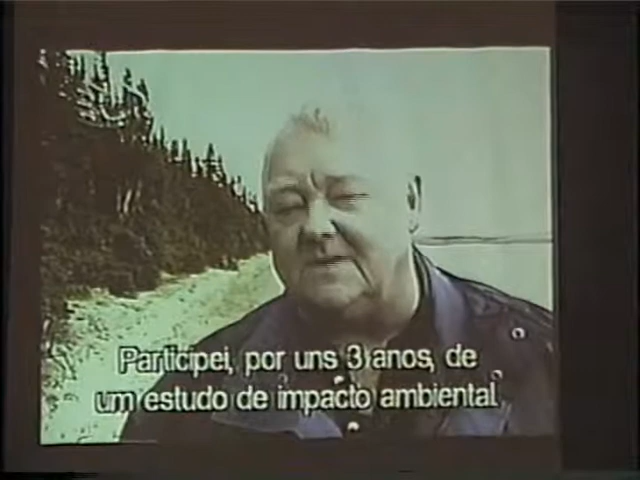 Participei, por uns 3 anos, de
um estudo de impacto ambiental